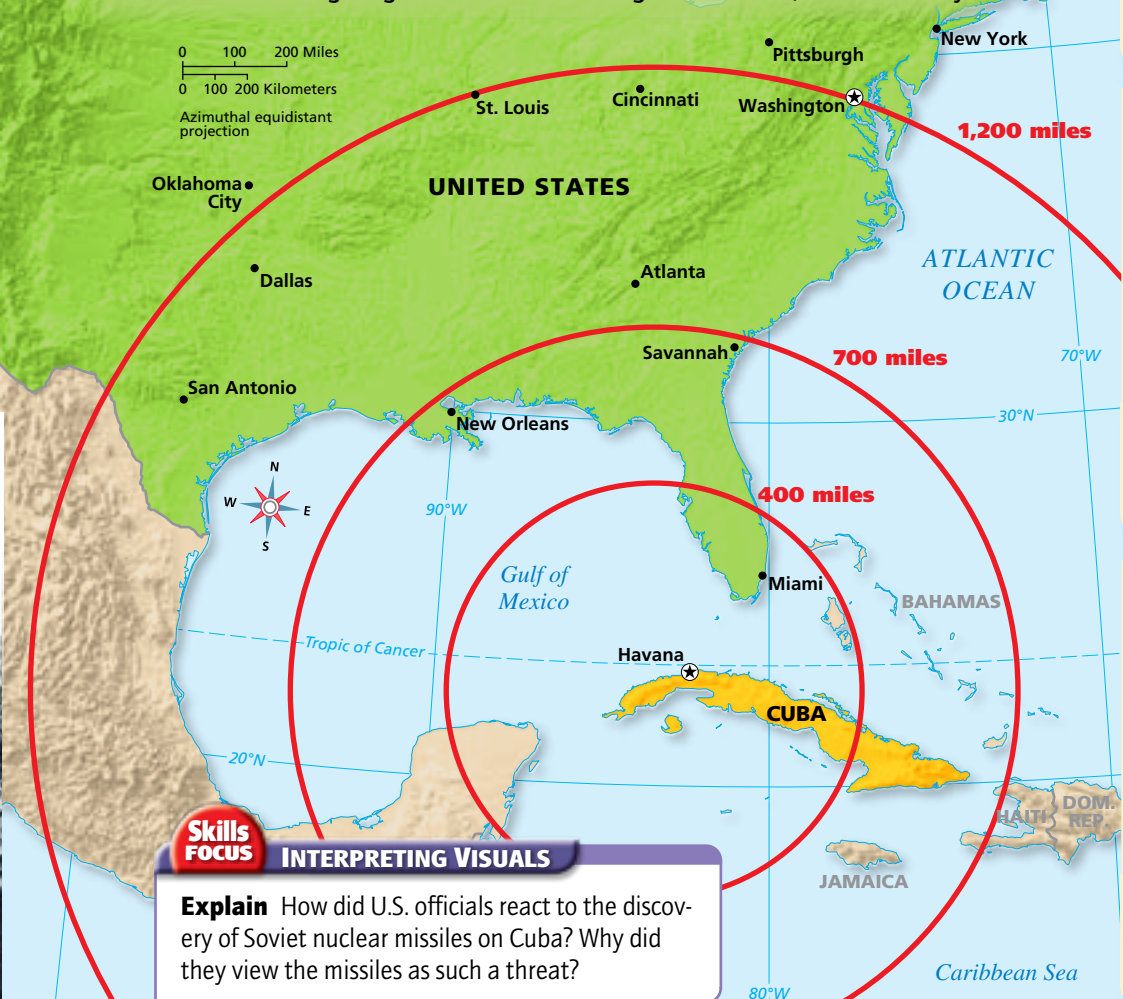 New York
Pittsburgh
0 100 200 Miles
0 100 200 Kilometers
Azimuthal equidistant
projection
St. Louis
Cincinnati
Washington
1,200 miles
Oklahoma
City
UNITED STATES
Dallas
Atlanta
ATLANTIC
OCEAN
Savannah
700 miles
70°W
San Antonio
New Orleans
30°N
N
W
E
S
90°W
400 miles
Gulf of
Mexico
Miami
BAHAMAS
Tropic of Cancer
Havana
CUBA
20°N
HAITI
DOM.
REP.
JAMAICA
Skills
FOCUS
INTERPRETING VISUALS
Explain How did U.S. officials react to the discov-
ery of Soviet nuclear missiles on Cuba? Why did
they view the missiles as such a threat?
Caribbean Sea
80°W